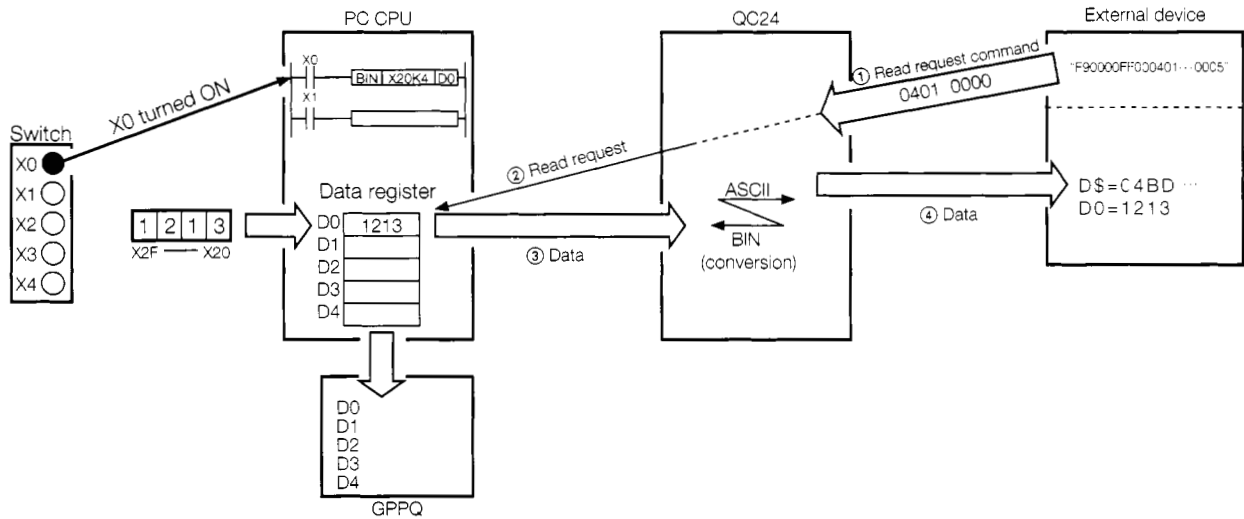 PC CPU
QC24
External device
X0
BIN X20K4 D0
X1
① Read request command
0401 0000
"F90000FF000401···0005"
X0 turned ON
Switch
X0
X1
X2
X3
X4
② Read request
Data register
1 2 1 3
X2F — X20
D0 1213
D1
D2
D3
D4
③ Data
ASCII
BIN
(conversion)
④ Data
D$=C4BD ···
D0=1213
D0
D1
D2
D3
D4
GPPQ